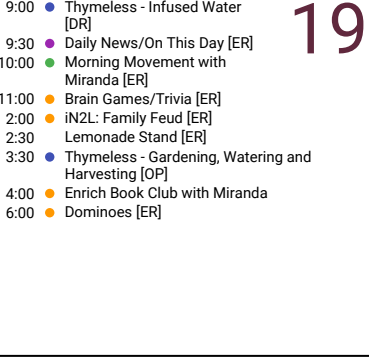 9:00 Thymeless - Infused Water
[DR]
19
9:30 Daily News/On This Day [ER]
10:00 Morning Movement with
Miranda [ER]
11:00 Brain Games/Trivia [ER]
2:00 iN2L: Family Feud [ER]
2:30 Lemonade Stand [ER]
3:30 Thymeless - Gardening, Watering and
Harvesting [OP]
4:00 Enrich Book Club with Miranda
6:00 Dominoes [ER]